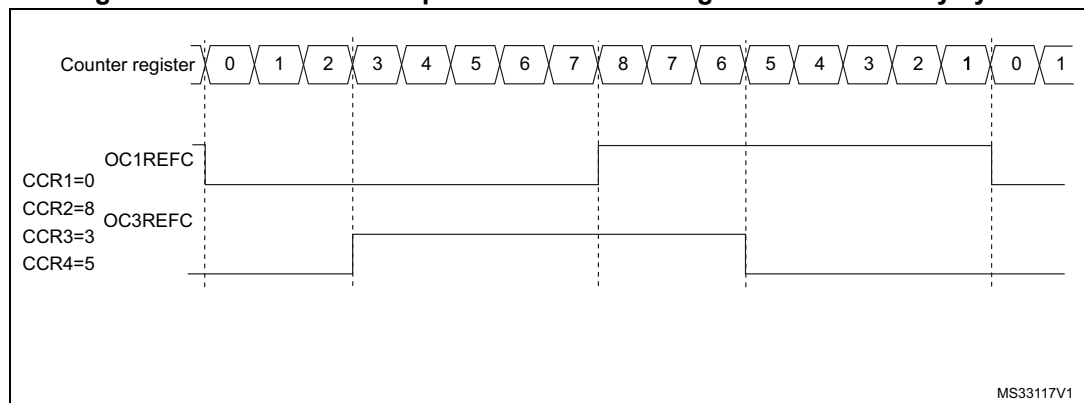 Counter register 0 1 2 3 4 5 6 7 8 7 6 5 4 3 2 1 0 1
OC1REFC
CCR1=0
CCR2=8
OC3REFC
CCR3=3
CCR4=5
MS33117V1